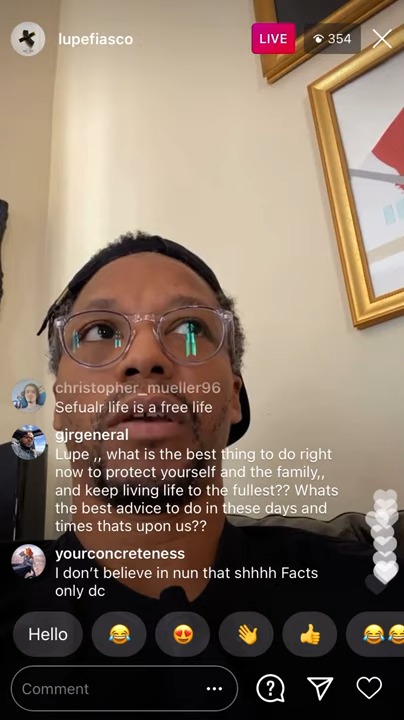 lupefiasco
LIVE
354
christopher_mueller96
Sefualr life is a free life
gjrgeneral
Lupe ,, what is the best thing to do right
now to protect yourself and the family,,
and keep living life to the fullest?? Whats
the best advice to do in these days and
times thats upon us??
yourconcreteness
I don't believe in nun that shhhh Facts
only dc
Hello
Comment